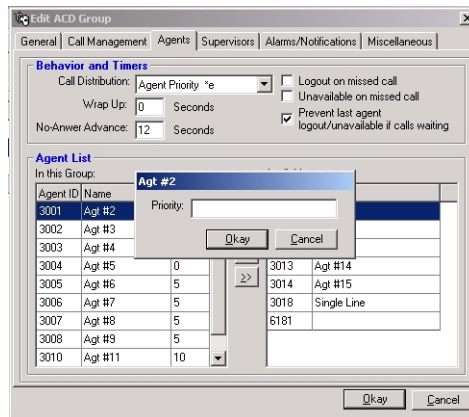 Edit ACD Group
General Call Management Agents Supervisors Alarms/Notifications Miscellaneous
Behavior and Timers
Call Distribution: Agent Priority *e
Wrap Up: 0 Seconds
No-Anwer Advance: 12 Seconds
Logout on missed call
Unavailable on missed call
Prevent last agent
logout/unavailable if calls waiting
Agent List
In this Group:
Agent ID Name
3001 Agt #2
3002 Agt #3
3003 Agt #4
3004 Agt #5 0
3005 Agt #6 5
3006 Agt #7 5
3007 Agt #8 5
3008 Agt #9 5
3010 Agt #11 10
>>
3013 Agt #14
3014 Agt #15
3018 Single Line
6181
Agt #2
Priority:
Okay Cancel
Okay Cancel